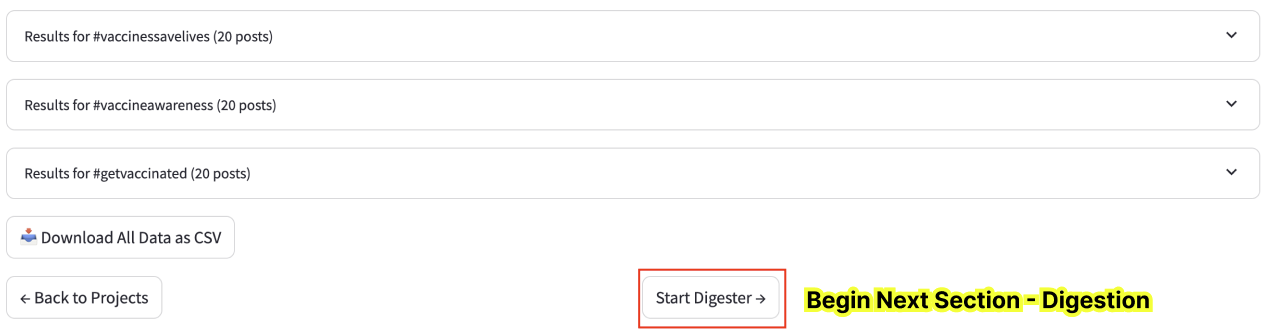 Results for #vaccinessavelives (20 posts)
Results for #vaccineawareness (20 posts)
Results for #getvaccinated (20 posts)
Download All Data as CSV
← Back to Projects
Start Digester →
Begin Next Section - Digestion